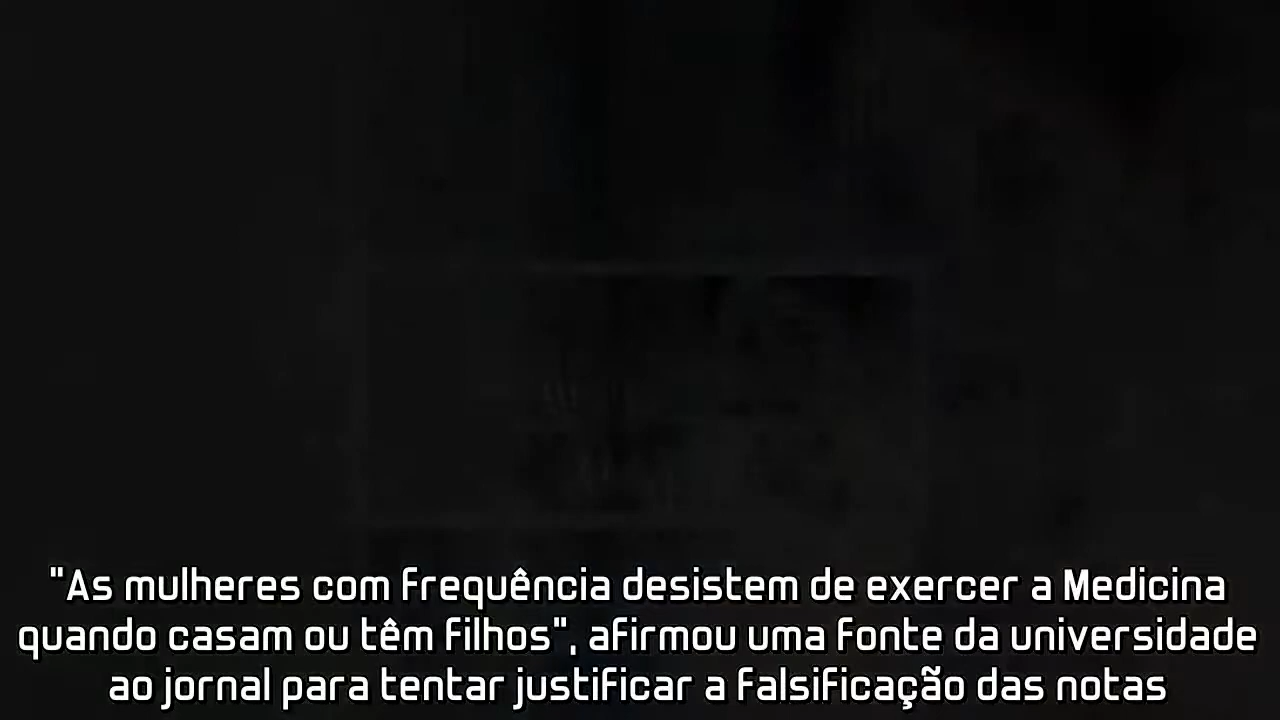 "As mulheres com frequência desistem de exercer a Medicina
quando casam ou têm filhos", afirmou uma fonte da universidade
ao jornal para tentar justificar a falsificação das notas